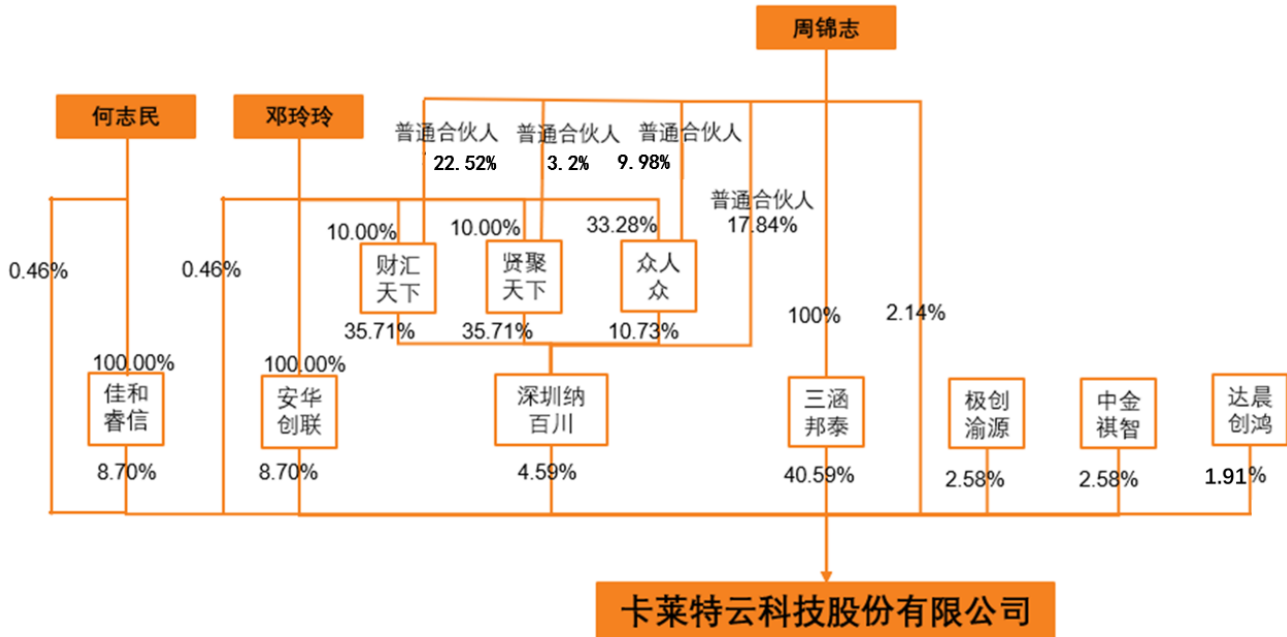 周锦志
何志民
邓玲玲
普通合伙人
普通合伙人
普通合伙人
22.52%
3.2%
9.98%
普通合伙人
17.84%
10.00%
10.00%
33.28%
0.46%
0.46%
财汇
天下
贤聚
天下
众人
众
35.71%
35.71%
10.73%
100%
2.14%
100.00%
100.00%
佳和
睿信
安华
创联
深圳纳
百川
三涵
邦泰
极创
渝源
中金
祺智
达晨
创鸿
8.70%
8.70%
4.59%
40.59%
2.58%
2.58%
1.91%
卡莱特云科技股份有限公司